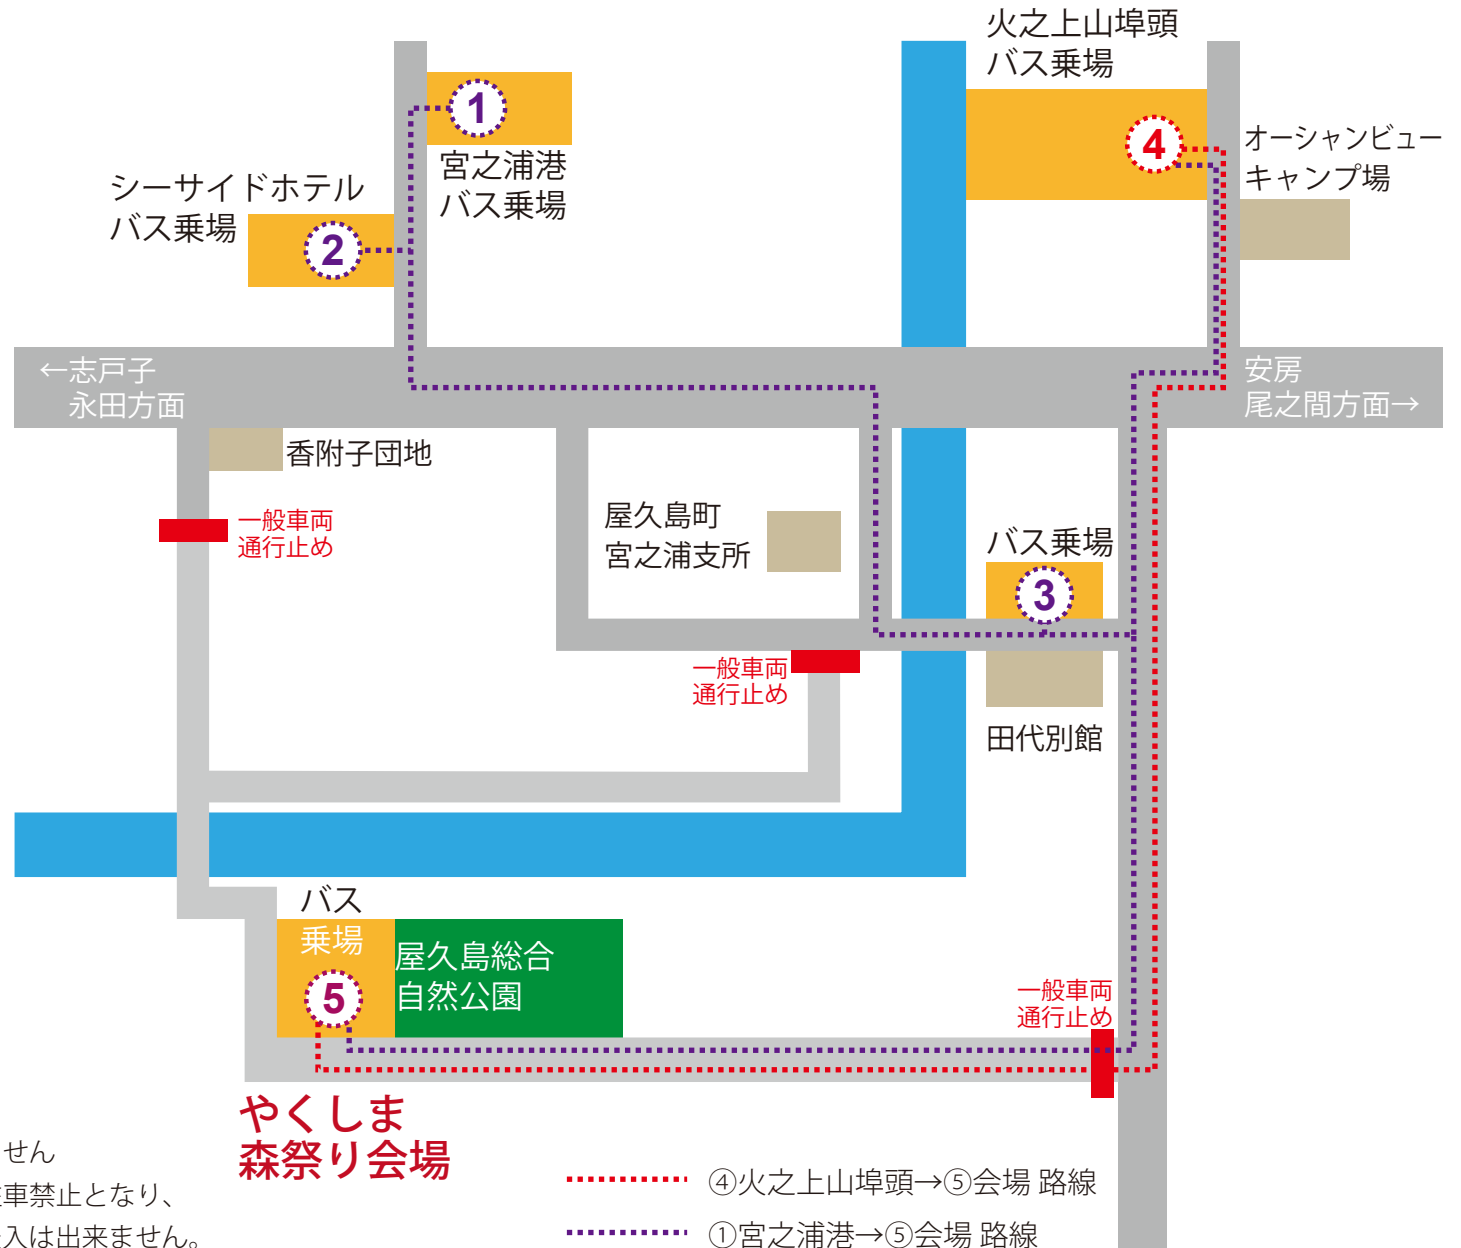 火之上山埠頭
バス乗場
1
4
オーシャンビュー
キャンプ場
宮之浦港
バス乗場
シーサイドホテル
バス乗場
2
←志戸子
永田方面
安房
尾之間方面→
香附子団地
一般車両
通行止め
屋久島町
宮之浦支所
バス乗場
3
一般車両
通行止め
田代別館
バス
乗場
屋久島総合
自然公園
5
一般車両
通行止め
やくしま
森祭り会場
せん
車禁止となり、
入は出来ません。
④火之上山埠頭→⑤会場 路線
①宮之浦港→⑤会場 路線